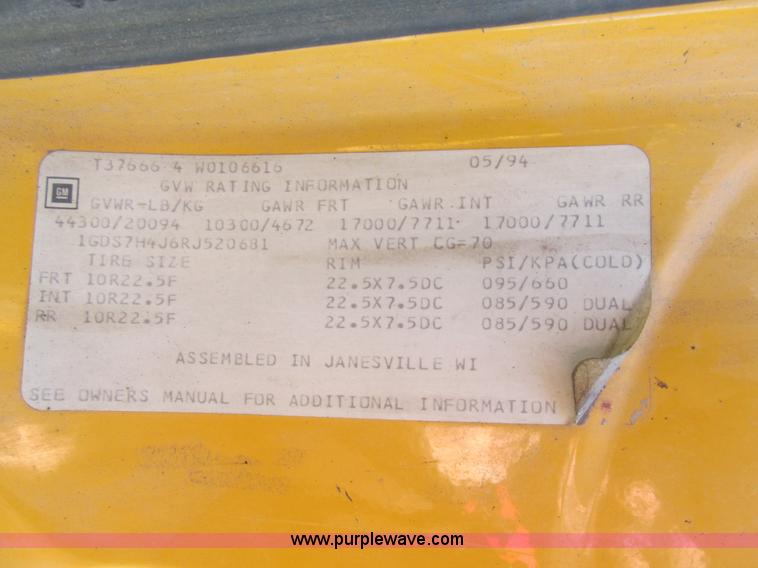 T37666 4 W0106616 05/94
GVW RATING INFORMATION
GM
GVWR-LB/KG GAWR FRT GAWR INT GAWR RR
44300/20094 10300/4672 17000/7711 17000/7711
1GDS7H4J6RJ520681 MAX VERT CG=70
TIRE SIZE RIM PSI/KPA(COLD)
FRT 10R22.5F 22.5X7.5DC 095/660
INT 10R22.5F 22.5X7.5DC 085/590 DUAL
RR 10R22.5F 22.5X7.5DC 085/590 DUAL
ASSEMBLED IN JANESVILLE WI
SEE OWNERS MANUAL FOR ADDITIONAL INFORMATION
www.purplewave.com